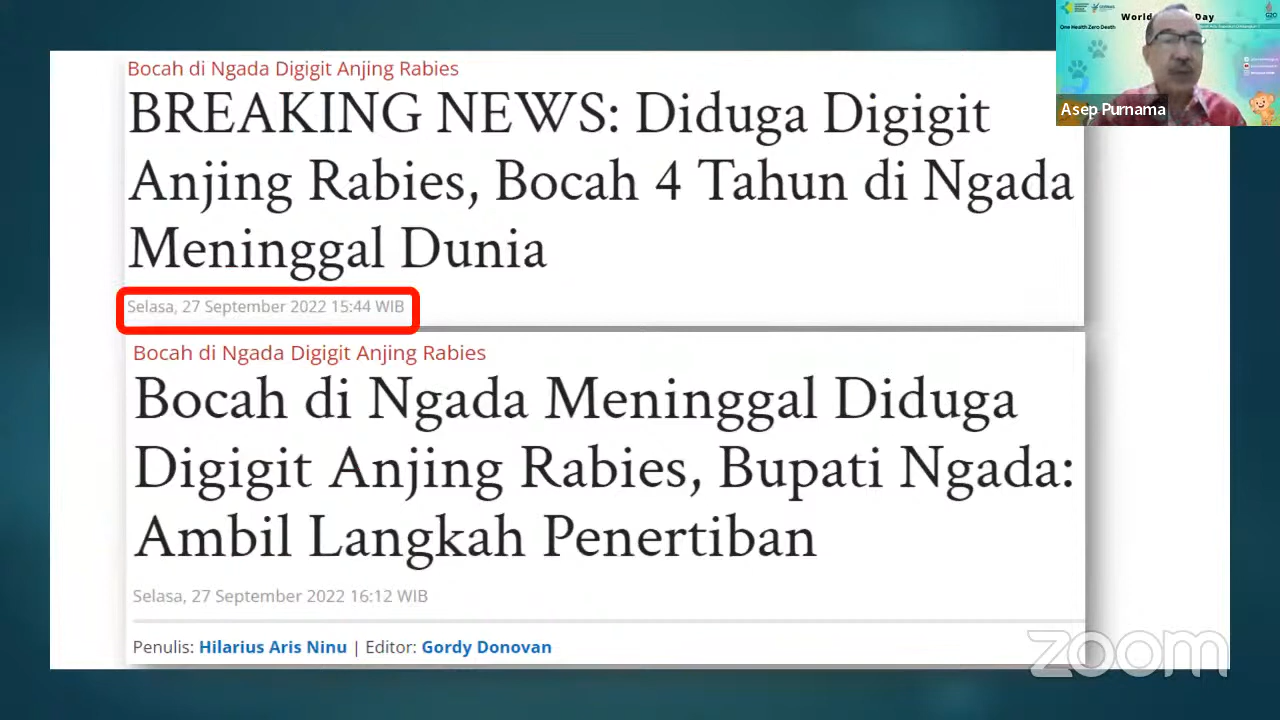 Bocah di Ngada Digigit Anjing Rabies
BREAKING NEWS: Diduga Digigit
Anjing Rabies, Bocah 4 Tahun di Ngada
Meninggal Dunia
Selasa, 27 September 2022 15:44 WIB
Bocah di Ngada Digigit Anjing Rabies
Bocah di Ngada Meninggal Diduga
Digigit Anjing Rabies, Bupati Ngada:
Ambil Langkah Penertiban
Selasa, 27 September 2022 16:12 WIB
Penulis: Hilarius Aris Ninu | Editor: Gordy Donovan
World Day
One Health Zero Death
Asep Purnama
zoom